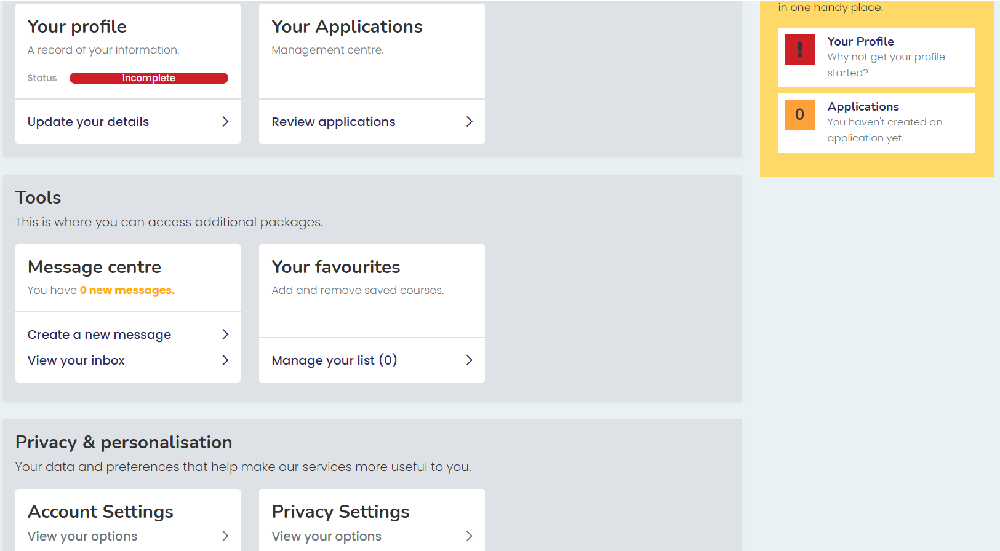 Your profile
A record of your information.
Status incomplete
Update your details
Your Applications
Management centre.
Review applications
in one handy place.
!
Your Profile
Why not get your profile
started?
0
Applications
You haven't created an
application yet.
Tools
This is where you can access additional packages.
Message centre
You have 0 new messages.
Create a new message
View your inbox
Your favourites
Add and remove saved courses.
Manage your list (0)
Privacy & personalisation
Your data and preferences that help make our services more useful to you.
Account Settings
View your options
Privacy Settings
View your options